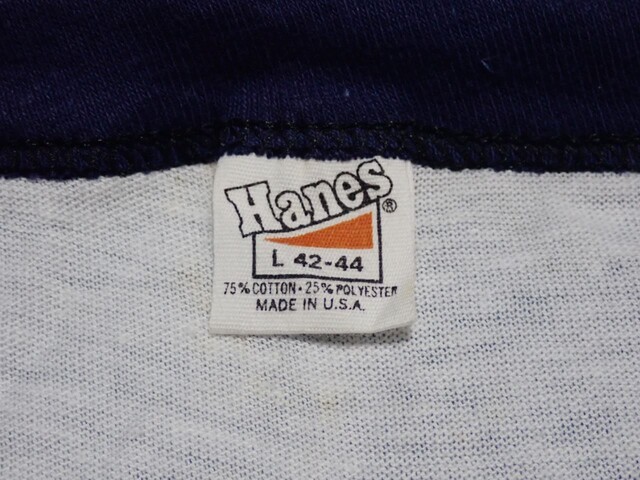 Hanes®
L 42-44
75% COTTON·25% POLYESTER
MADE IN U.S.A.